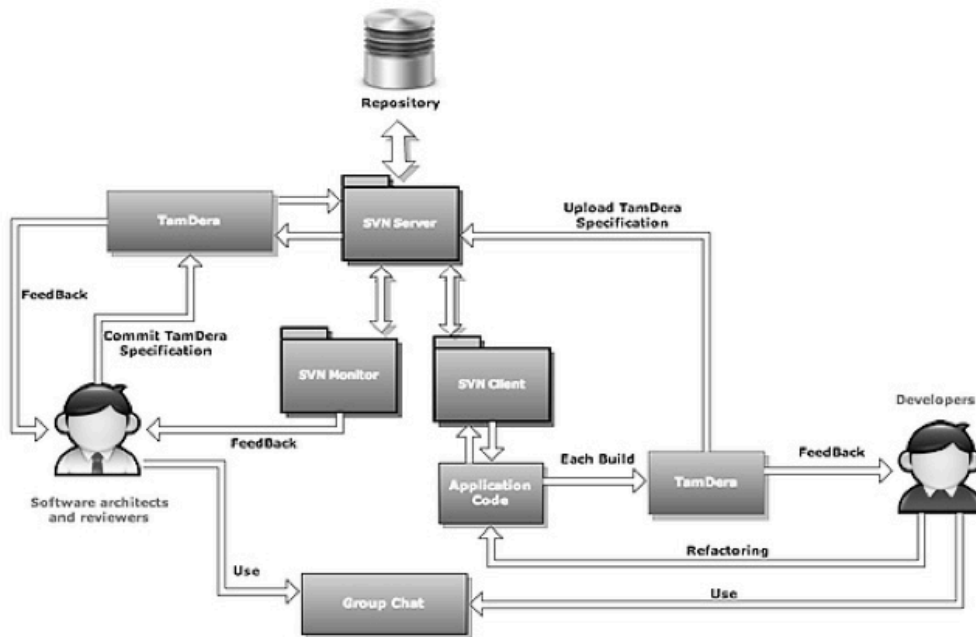 Repository
TamDera
SVN Server
Upload TamDera
Specification
FeedBack
Commit TamDera
Specification
SVN Monitor
SVN Client
Developers
FeedBack
Each Build
FeedBack
Application
Code
TamDera
Software architects
and reviewers
Refactoring
Use
Use
Group Chat